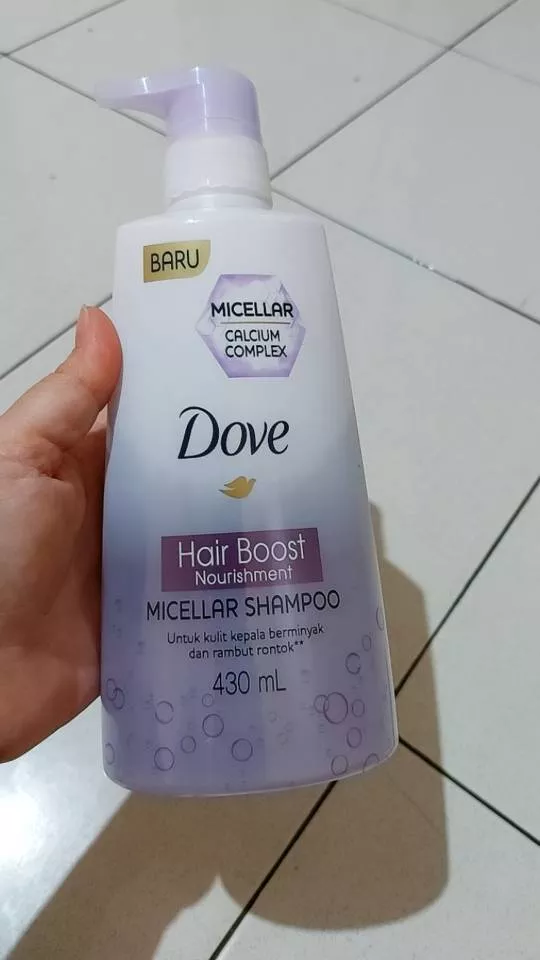 BARU
MICELLAR
CALCIUM
COMPLEX
Dove
Hair Boost
Nourishment
MICELLAR SHAMPOO
Untuk kulit kepala berminyak
dan rambut rontok**
430 mL